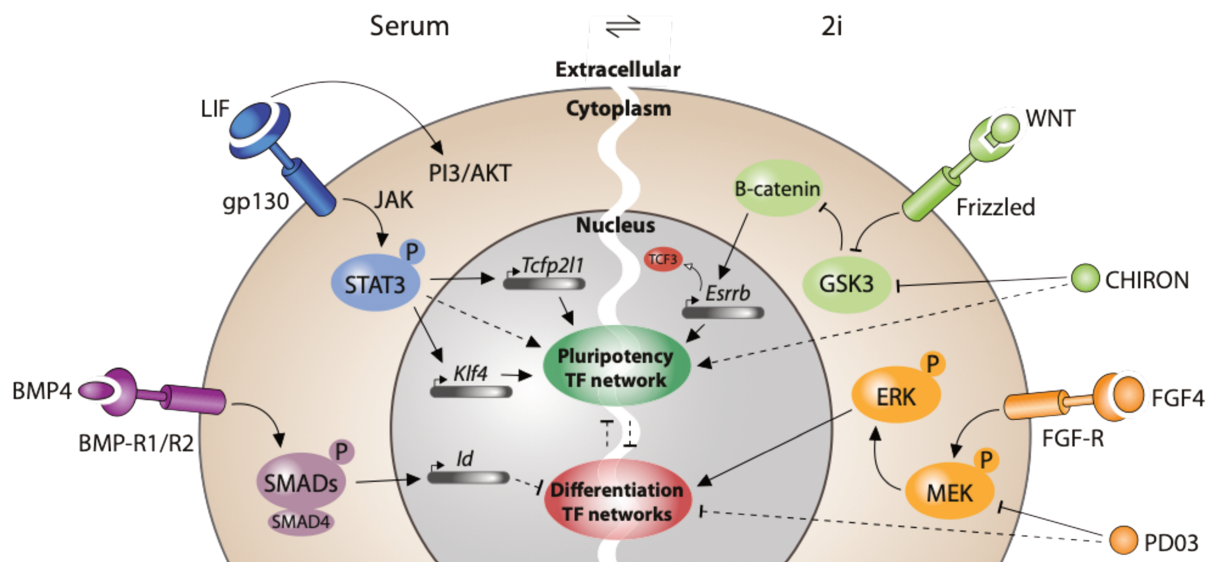 Serum
2i
Extracellular
Cytoplasm
LIF
WNT
PI3/AKT
gp130
JAK
B-catenin
Frizzled
Nucleus
P
STAT3
Tcfp2l1
TCF3
Esrrb
GSK3
CHIRON
Pluripotency
TF network
Klf4
P
ERK
BMP4
FGF4
BMP-R1/R2
FGF-R
P
SMADs
SMAD4
Id
P
MEK
Differentiation
TF networks
PD03